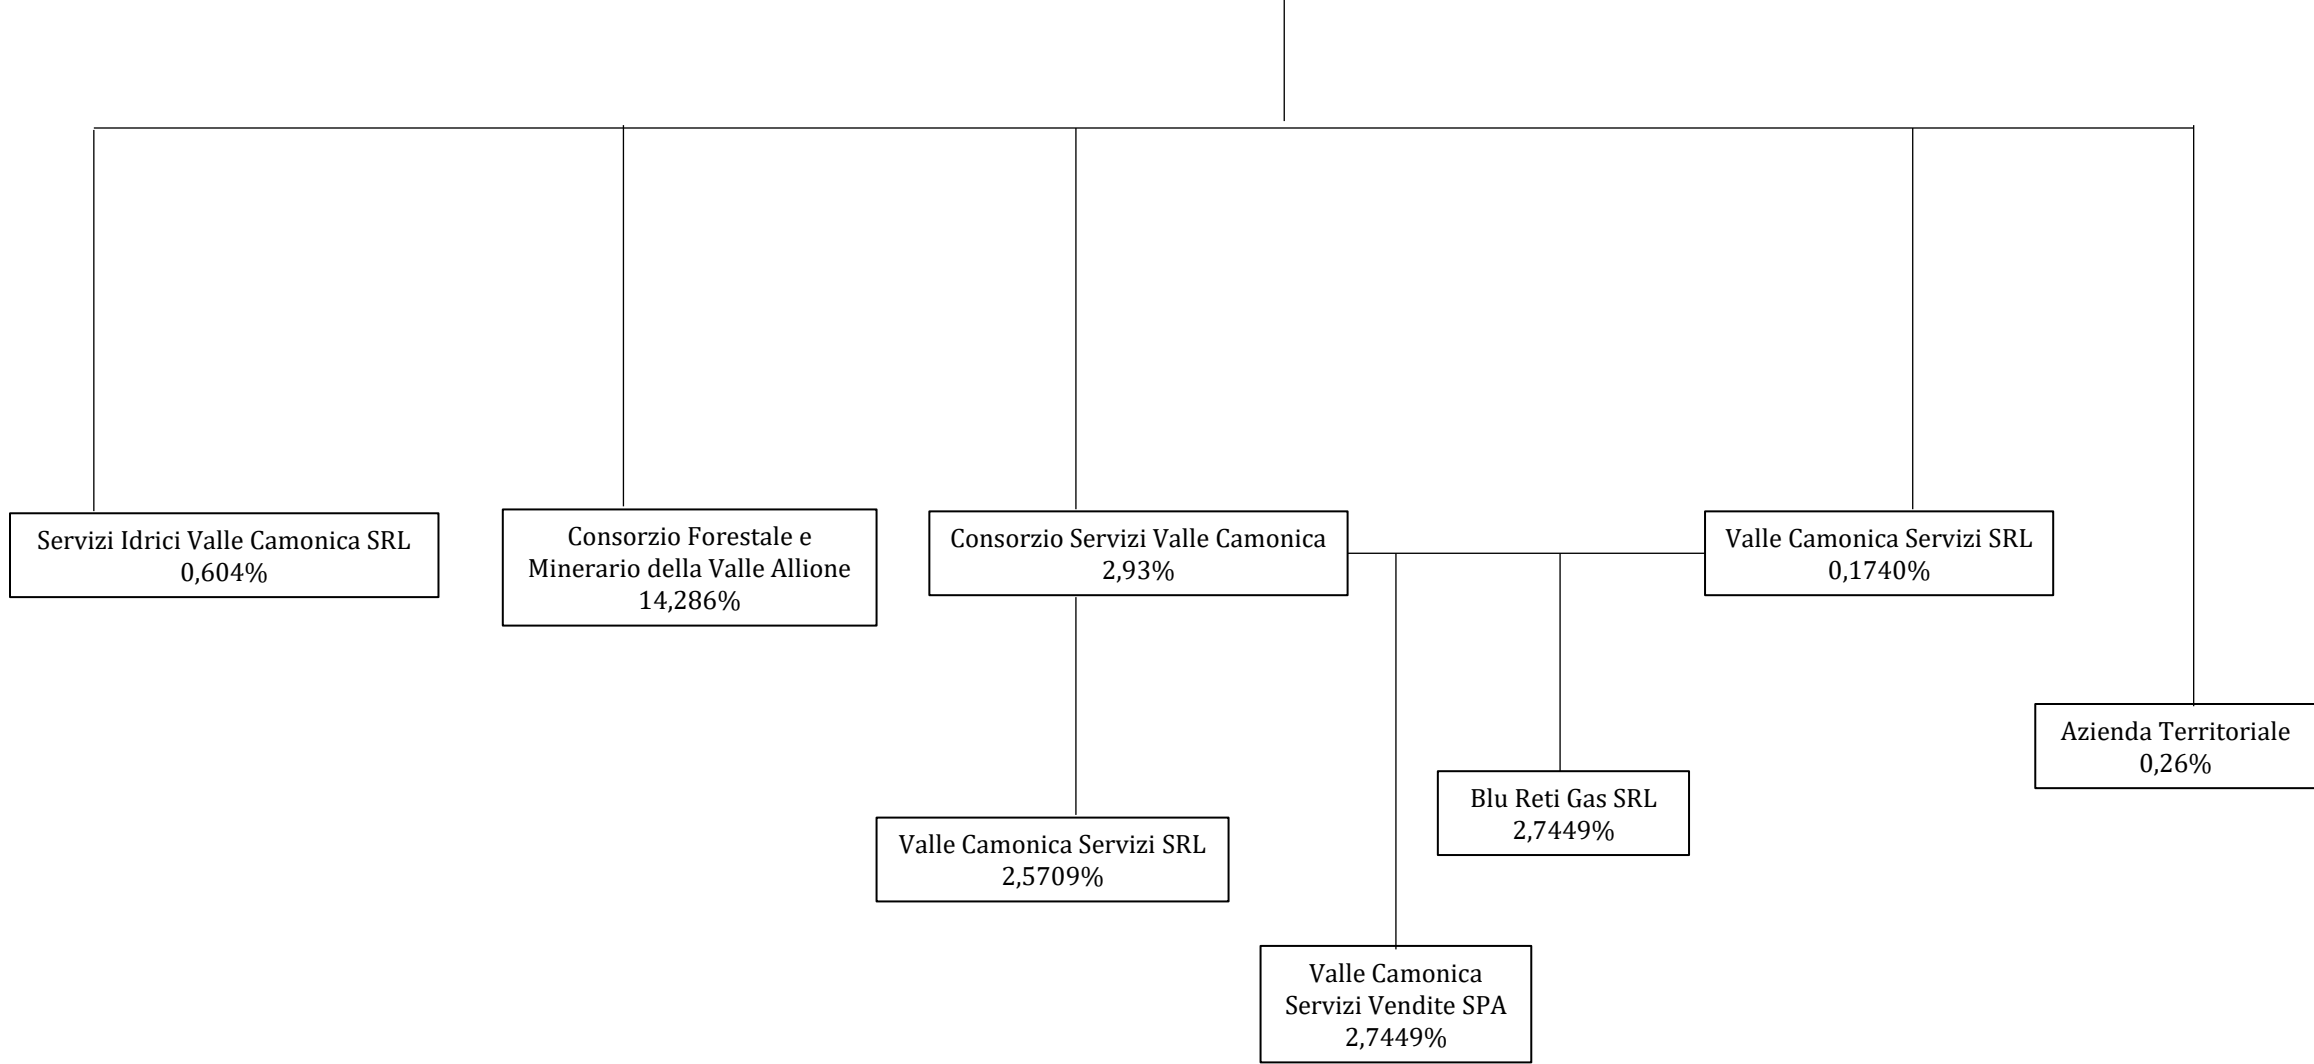 Servizi Idrici Valle Camonica SRL
0,604%
Consorzio Forestale e
Minerario della Valle Allione
14,286%
Consorzio Servizi Valle Camonica
2,93%
Valle Camonica Servizi SRL
0,1740%
Azienda Territoriale
0,26%
Blu Reti Gas SRL
2,7449%
Valle Camonica Servizi SRL
2,5709%
Valle Camonica
Servizi Vendite SPA
2,7449%